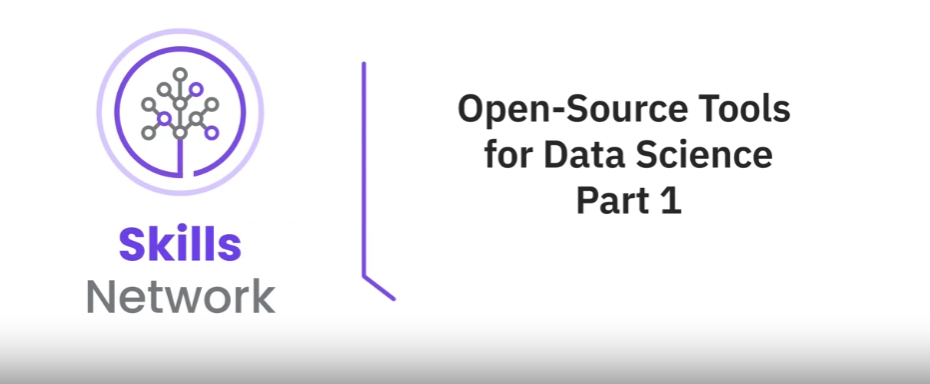 Skills
Network
Open-Source Tools
for Data Science
Part 1